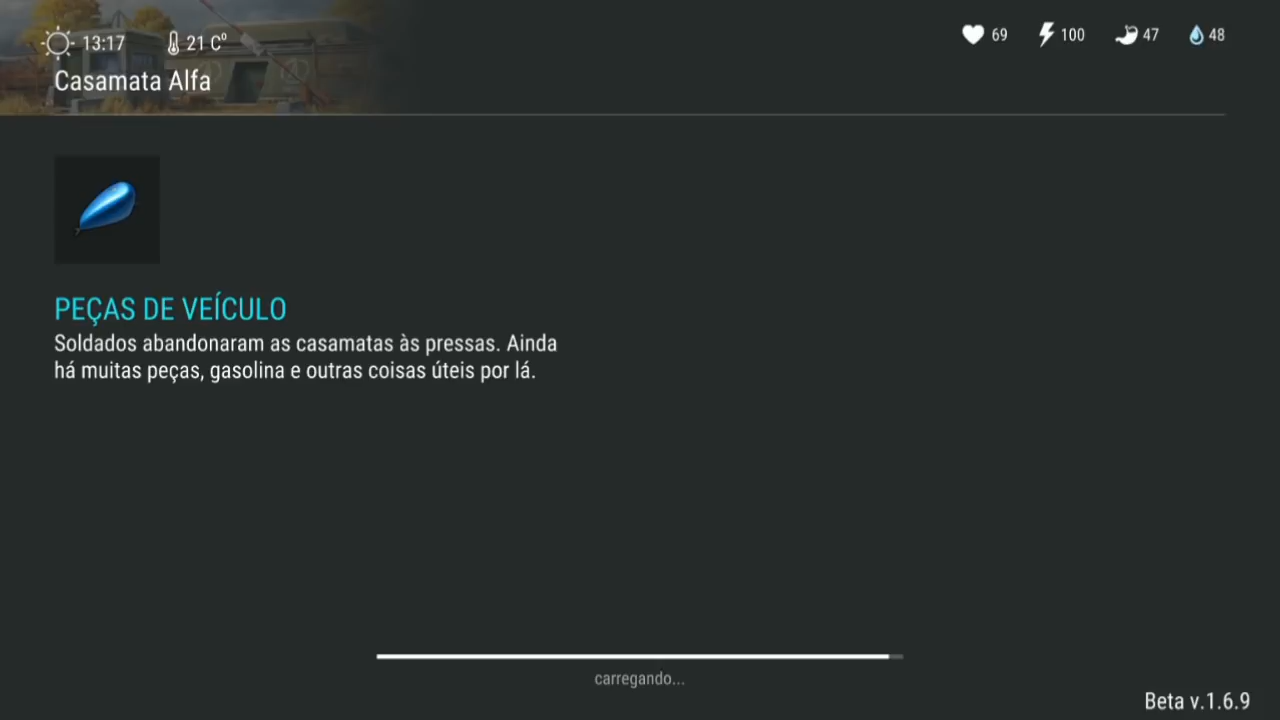 13:17 21 Cº
69 100 47 48
Casamata Alfa
PEÇAS DE VEÍCULO
Soldados abandonaram as casamatas às pressas. Ainda
há muitas peças, gasolina e outras coisas úteis por lá.
carregando...
Beta v.1.6.9